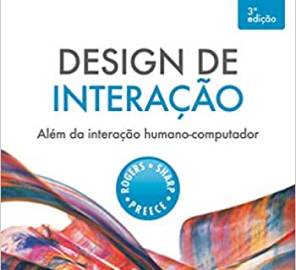 3ª
edição
DESIGN DE
INTERAÇÃO
Além da interação humano-computador
ROGERS • SHARP
PREECE